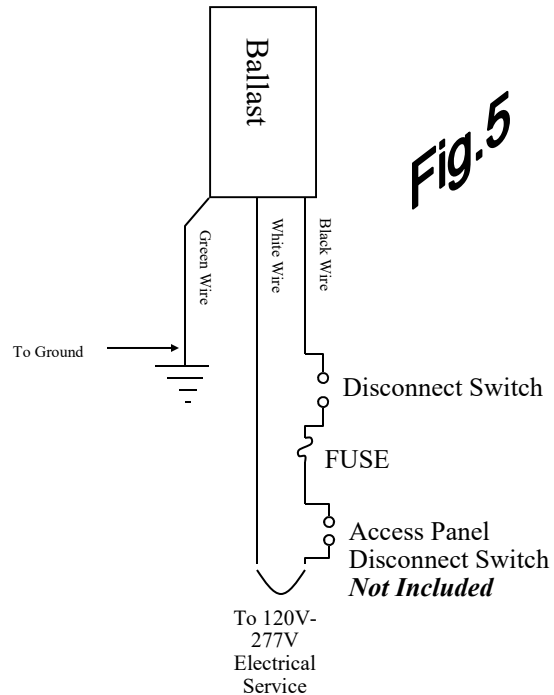 Ballast
Fig.5
Green Wire
White Wire
Black Wire
To Ground
Disconnect Switch
FUSE
Access Panel
Disconnect Switch
Not Included
To 120V-
277V
Electrical
Service